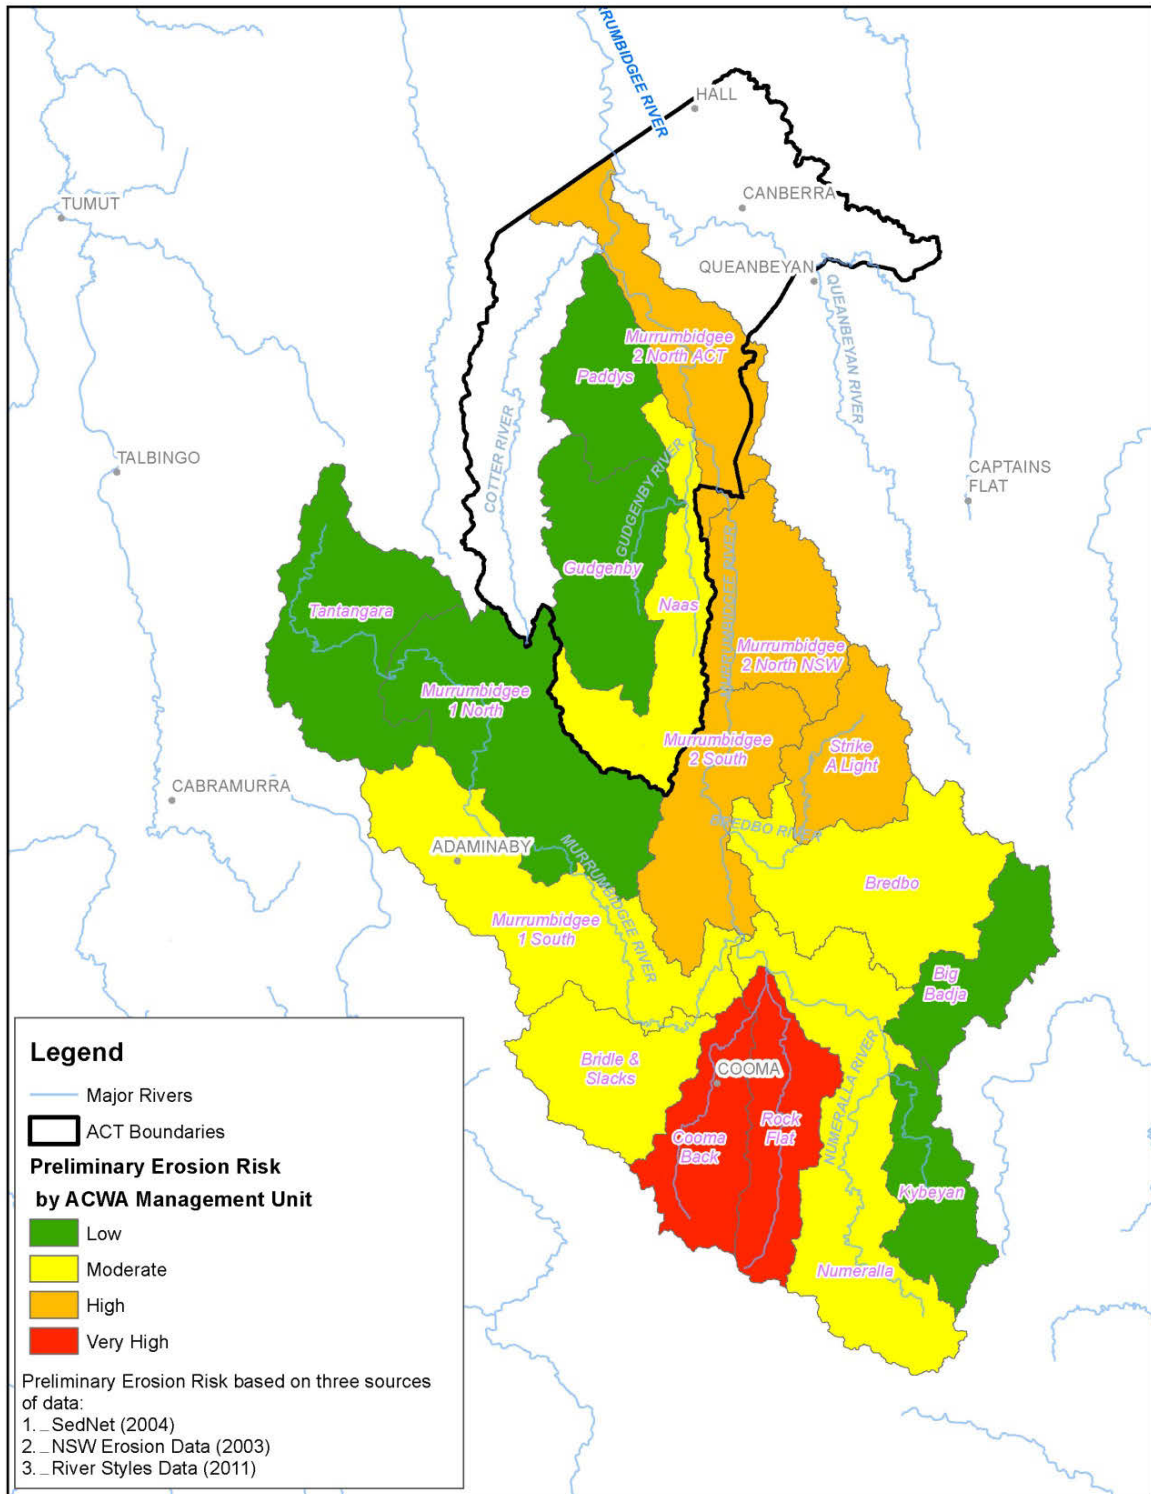 RRUMBIDGEE RIVER
HALL
TUMUT
CANBERRA
QUEANBEYAN
QUEANBEYAN RIVER
Murrumbidgee
2 North ACT
Paddys
COTTER RIVER
GUDGENBY RIVER
TALBINGO
CAPTAINS
FLAT
Gudgenby
Naas
Tantangara
MURRUMBIDGEE RIVER
Murrumbidgee
2 North NSW
Murrumbidgee
1 North
Murrumbidgee
2 South
Strike
A Light
CABRAMURRA
BREDBO RIVER
ADAMINABY
MURRUMBIDGEE RIVER
Bredbo
Murrumbidgee
1 South
Big
Badja
Bridle &
Slacks
COOMA
NUMERALLA RIVER
Rock
Flat
Cooma
Back
Kybeyan
Numeralla
Legend
Major Rivers
ACT Boundaries
Preliminary Erosion Risk
by ACWA Management Unit
Low
Moderate
High
Very High
Preliminary Erosion Risk based on three sources
of data:
1. _ SedNet (2004)
2. _ NSW Erosion Data (2003)
3. _ River Styles Data (2011)